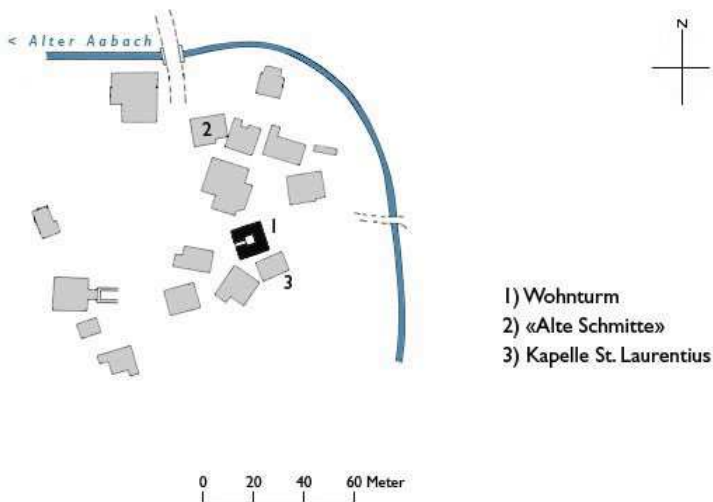 < Alter Aabach
N
2
1
3
1) Wohnturm
2) «Alte Schmitte»
3) Kapelle St. Laurentius
0 20 40 60 Meter